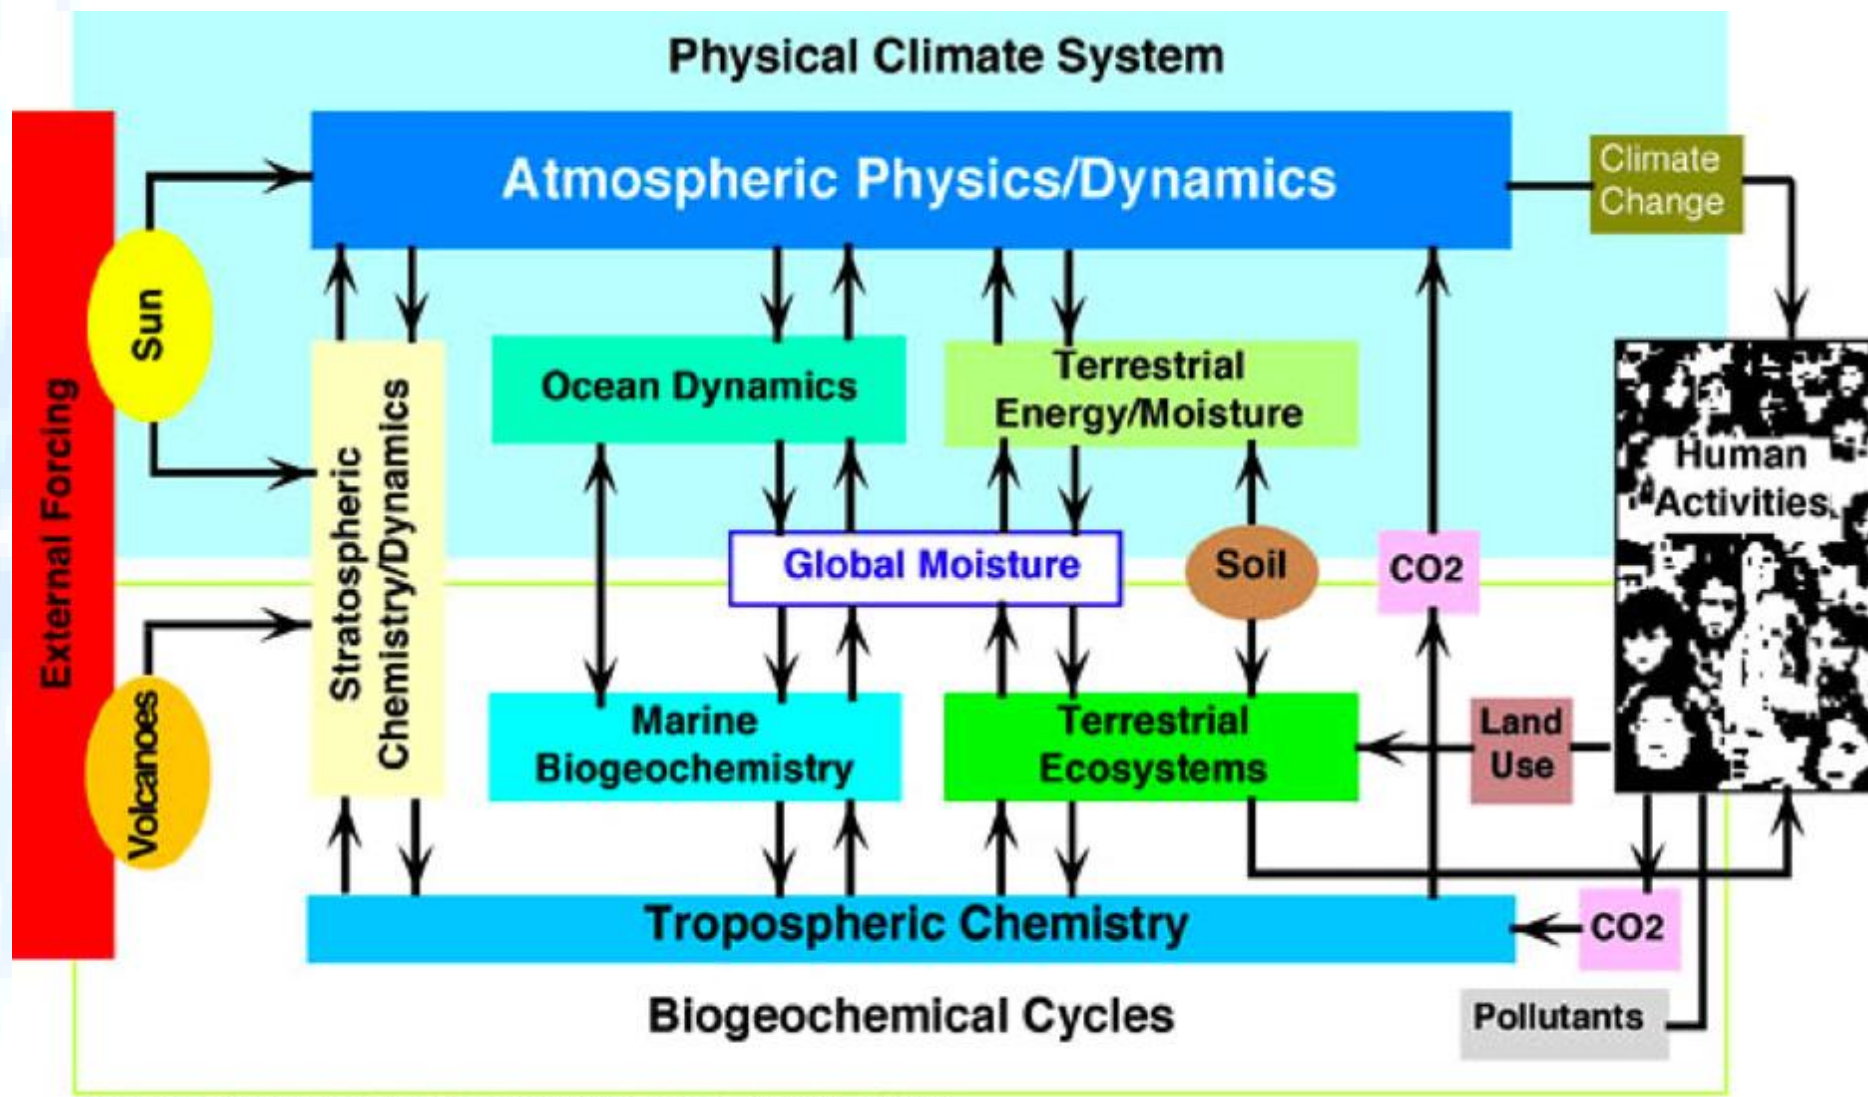 Physical Climate System
Atmospheric Physics/Dynamics
Climate
Change
External Forcing
Sun
Volcanoes
Stratospheric
Chemistry/Dynamics
Ocean Dynamics
Terrestrial
Energy/Moisture
Human
Activities
Global Moisture
Soil
CO2
Marine
Biogeochemistry
Terrestrial
Ecosystems
Land
Use
Tropospheric Chemistry
CO2
Biogeochemical Cycles
Pollutants